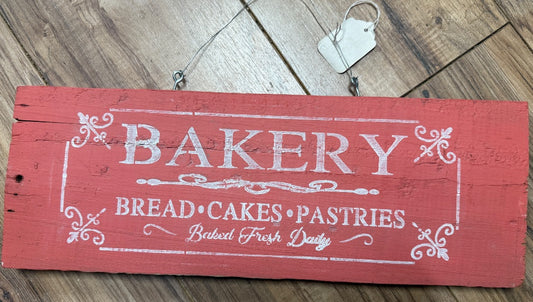 BAKERY
BREAD•CAKES•PASTRIES
Baked Fresh Daily